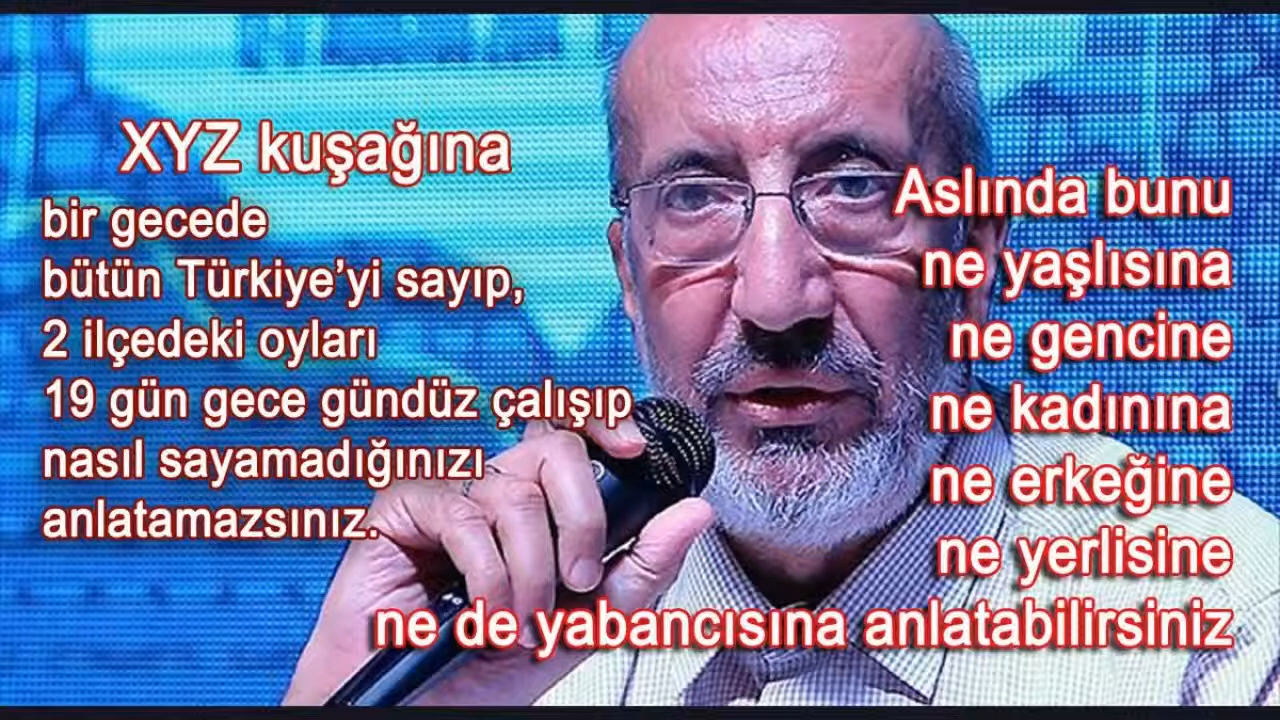 XYZ kuşağına
bir gecede
bütün Türkiye’yi sayıp,
2 ilçedeki oyları
19 gün gece gündüz çalışıp
nasıl sayamadığınızı
anlatamazsınız.
Aslında bunu
ne yaşlısına
ne gencine
ne kadınına
ne erkeğine
ne yerlisine
ne de yabancısına anlatabilirsiniz